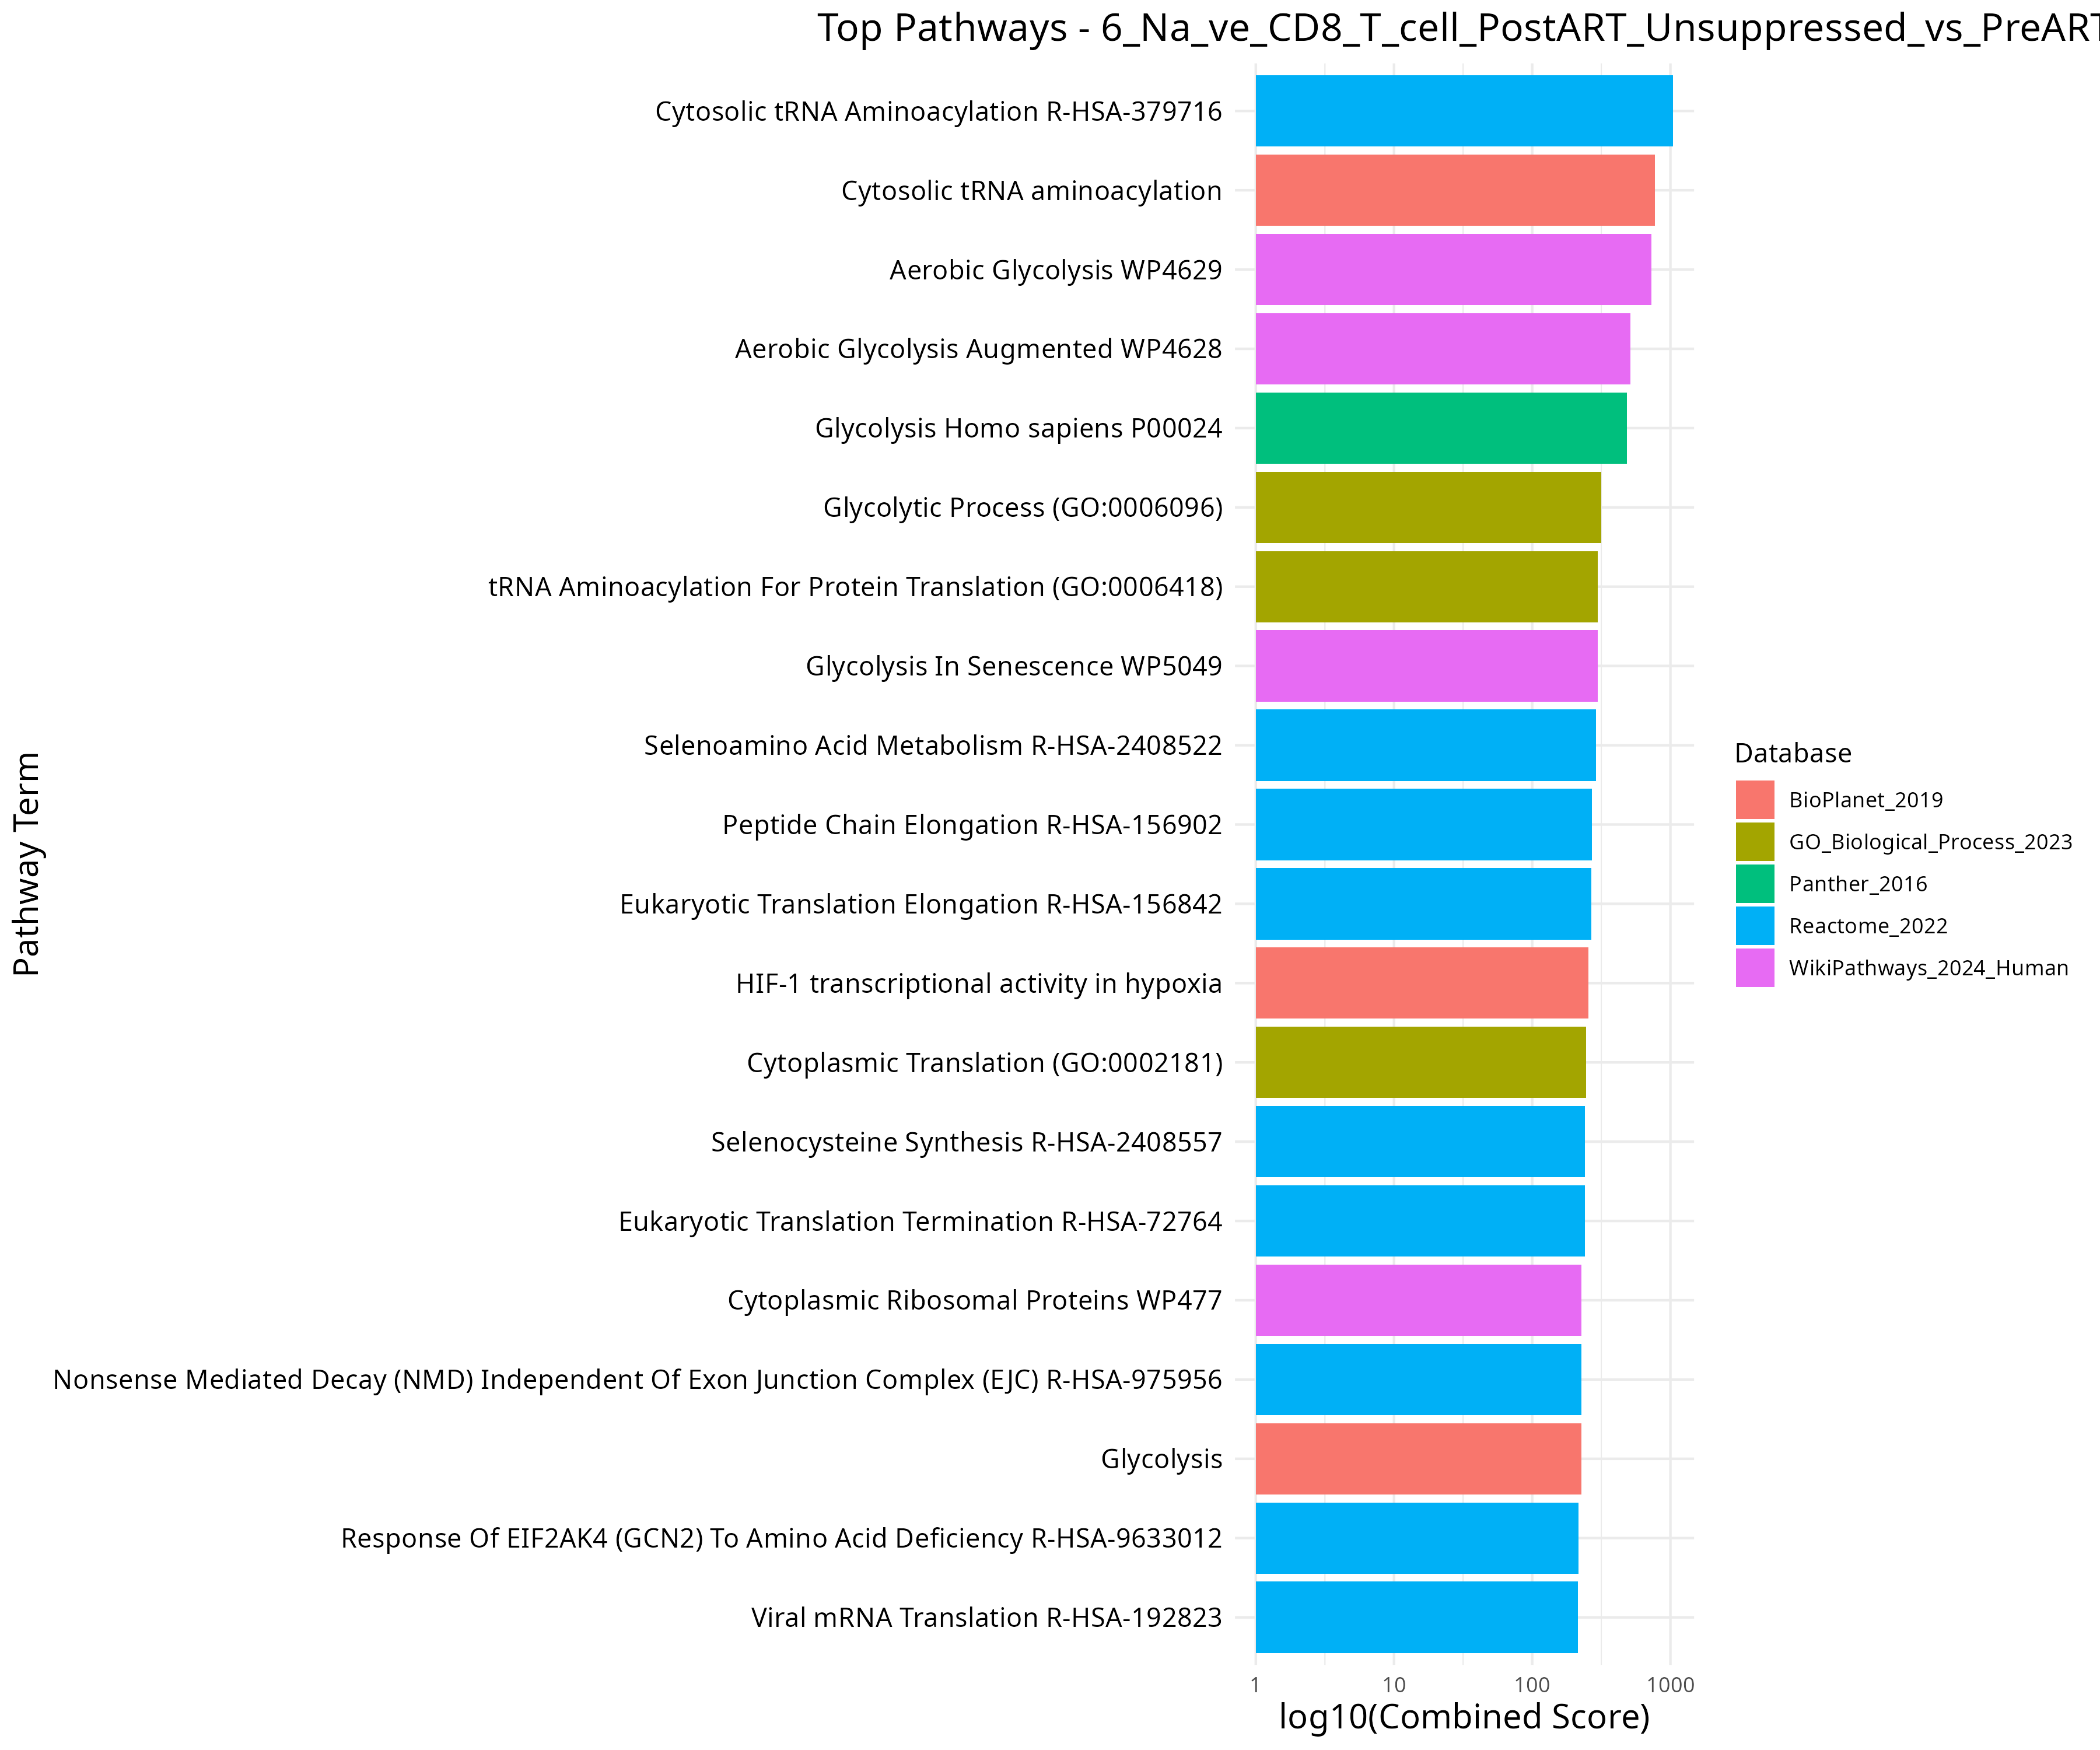 Top Pathways - 6_Na_ve_CD8_T_cell_PostART_Unsuppressed_vs_PreART
Cytosolic tRNA Aminoacylation R-HSA-379716
Cytosolic tRNA aminoacylation
Aerobic Glycolysis WP4629
Aerobic Glycolysis Augmented WP4628
Glycolysis Homo sapiens P00024
Glycolytic Process (GO:0006096)
tRNA Aminoacylation For Protein Translation (GO:0006418)
Glycolysis In Senescence WP5049
Selenoamino Acid Metabolism R-HSA-2408522
Peptide Chain Elongation R-HSA-156902
Eukaryotic Translation Elongation R-HSA-156842
HIF-1 transcriptional activity in hypoxia
Cytoplasmic Translation (GO:0002181)
Selenocysteine Synthesis R-HSA-2408557
Eukaryotic Translation Termination R-HSA-72764
Cytoplasmic Ribosomal Proteins WP477
Nonsense Mediated Decay (NMD) Independent Of Exon Junction Complex (EJC) R-HSA-975956
Glycolysis
Response Of EIF2AK4 (GCN2) To Amino Acid Deficiency R-HSA-9633012
Viral mRNA Translation R-HSA-192823
Pathway Term
1 10 100 1000
log10(Combined Score)
Database
BioPlanet_2019
GO_Biological_Process_2023
Panther_2016
Reactome_2022
WikiPathways_2024_Human